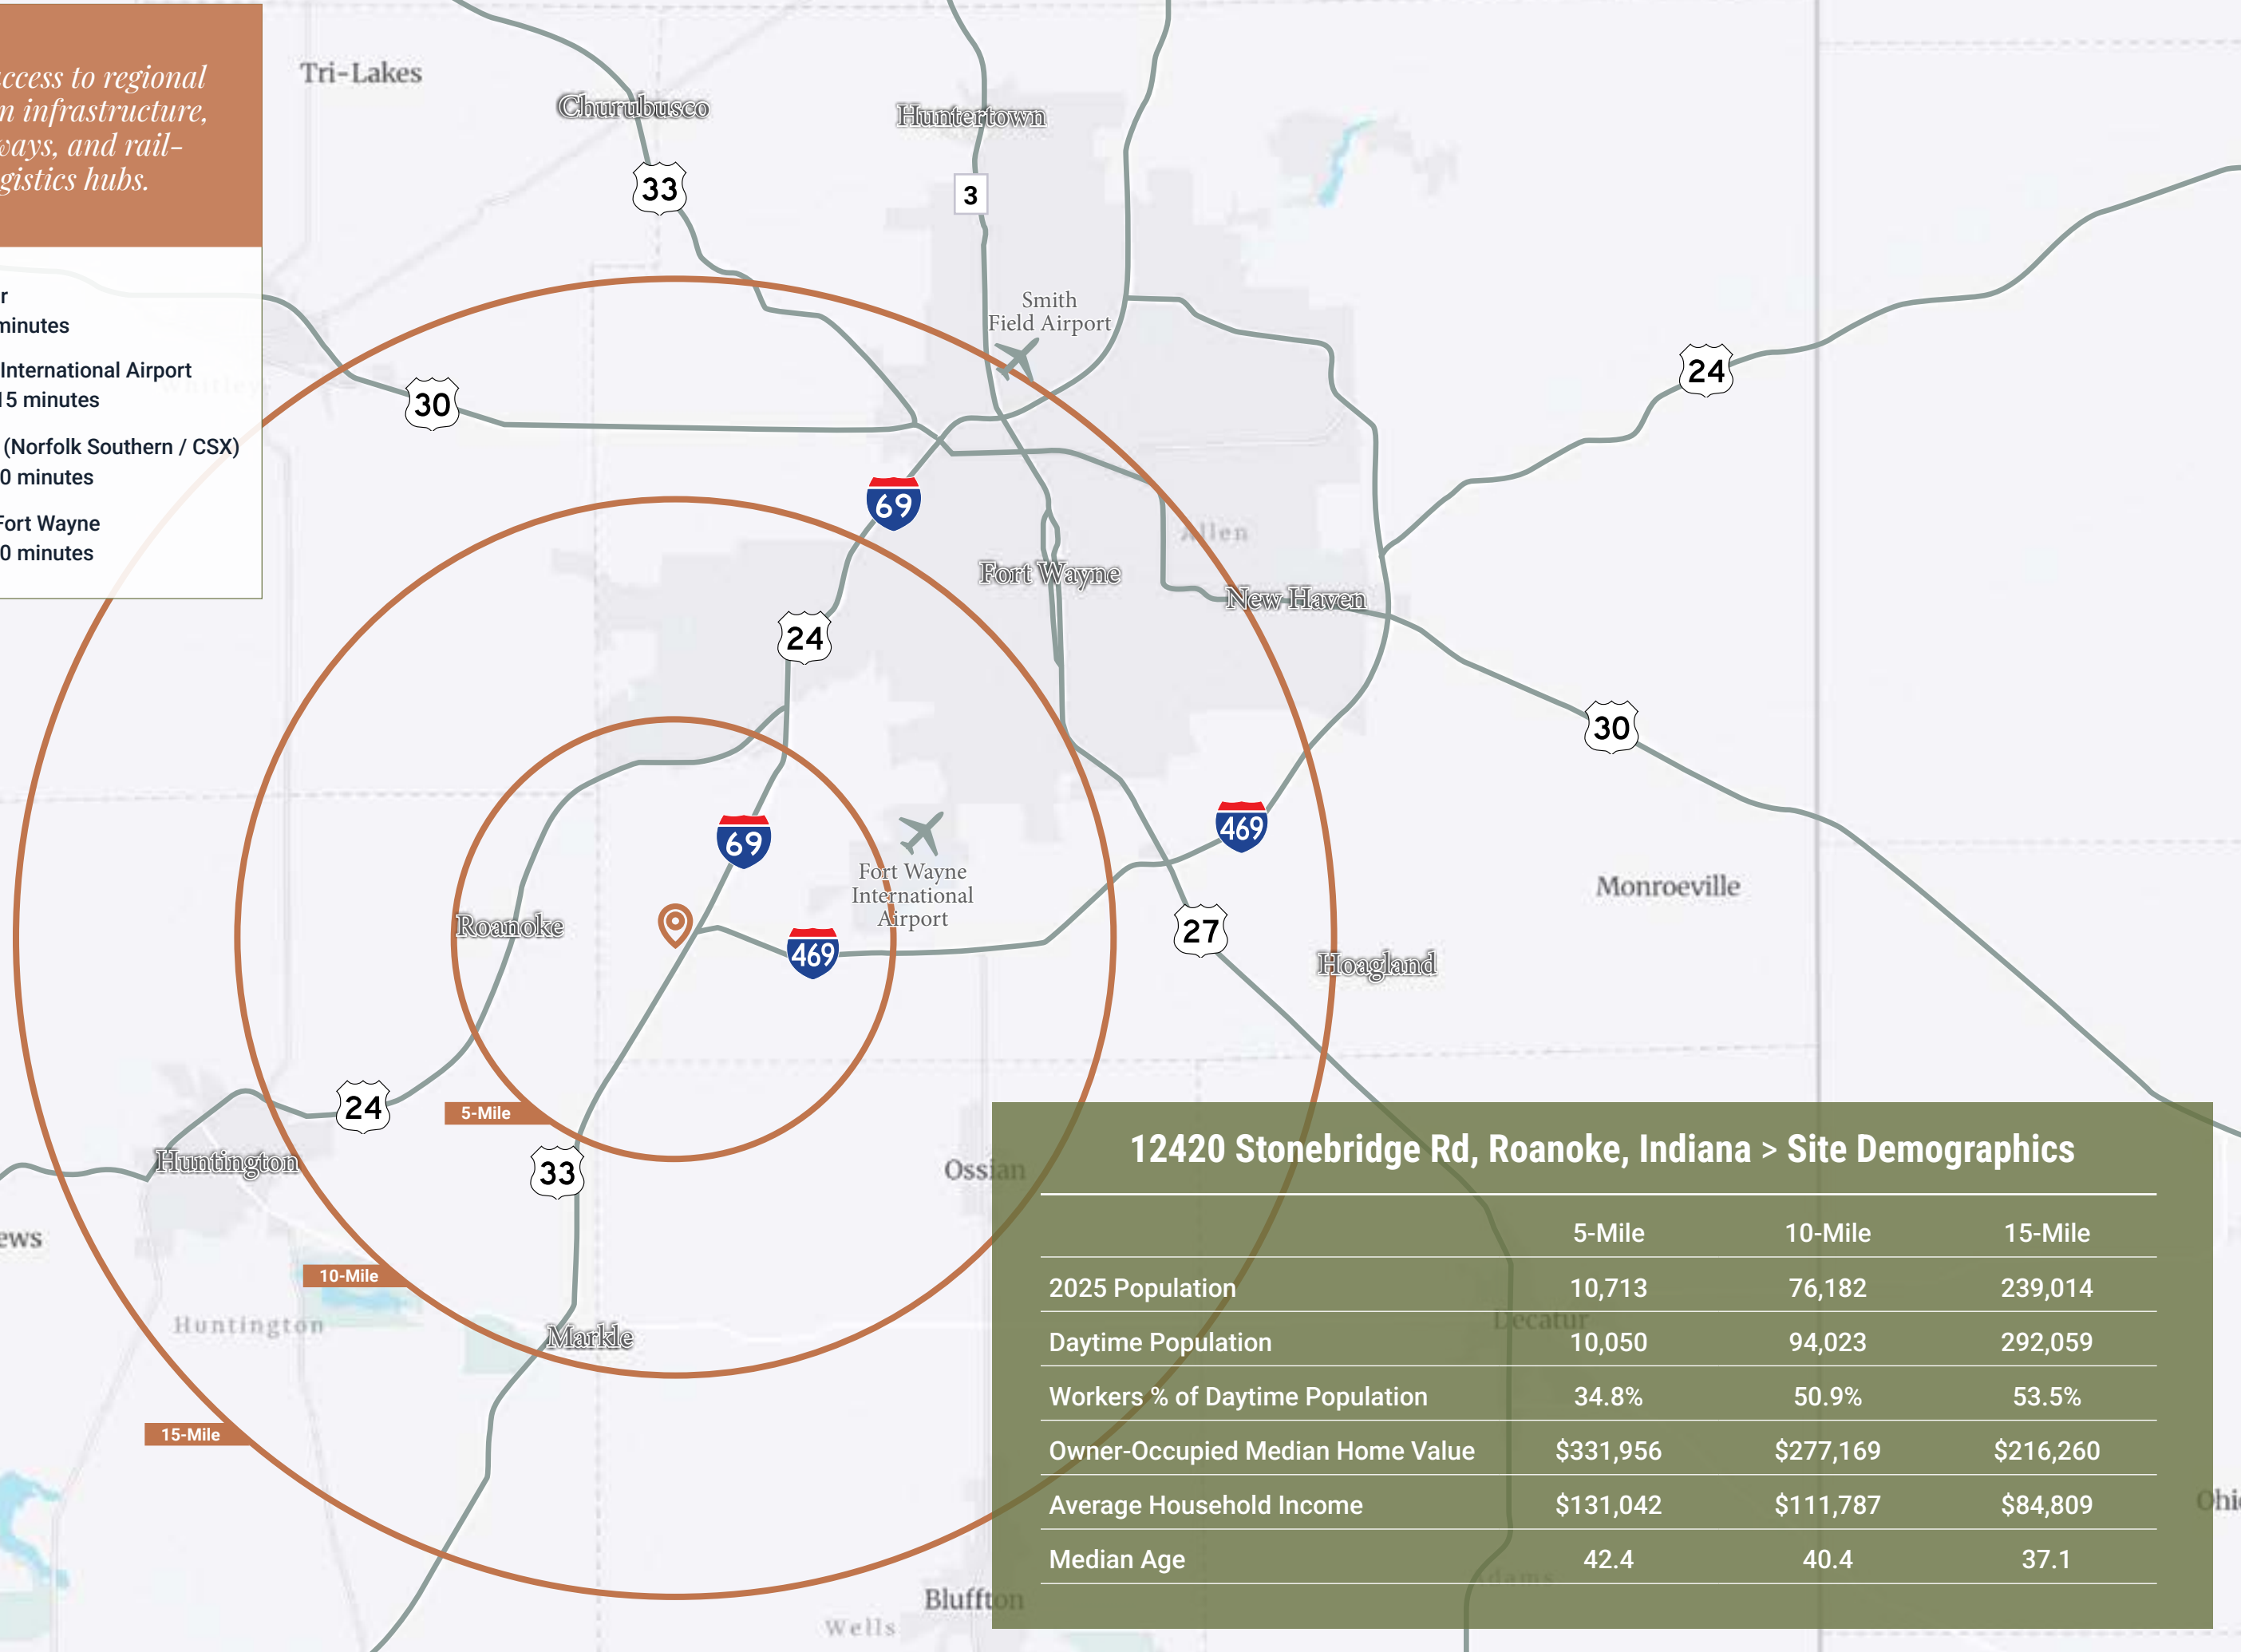 access to regional
infrastructure,
and rail-
hubs.
minutes
International Airport
15 minutes
(Norfolk Southern / CSX)
0 minutes
Fort Wayne
0 minutes
Tri-Lakes
Churubusco
Huntertown
33
3
Smith
Field Airport
Whitley
30
24
69
Allen
Fort Wayne
New Haven
24
30
69
469
Fort Wayne
International
Airport
Monroeville
Roanoke
469
27
Hoagland
24
5-Mile
Huntington
33
Ossian
10-Mile
Huntington
Markle
15-Mile
Bluffton
Wells
12420 Stonebridge Rd, Roanoke, Indiana > Site Demographics
5-Mile 10-Mile 15-Mile
2025 Population 10,713 76,182 239,014
Decatur
Daytime Population 10,050 94,023 292,059
Workers % of Daytime Population 34.8% 50.9% 53.5%
Owner-Occupied Median Home Value $331,956 $277,169 $216,260
Average Household Income $131,042 $111,787 $84,809
Median Age 42.4 40.4 37.1
Adams